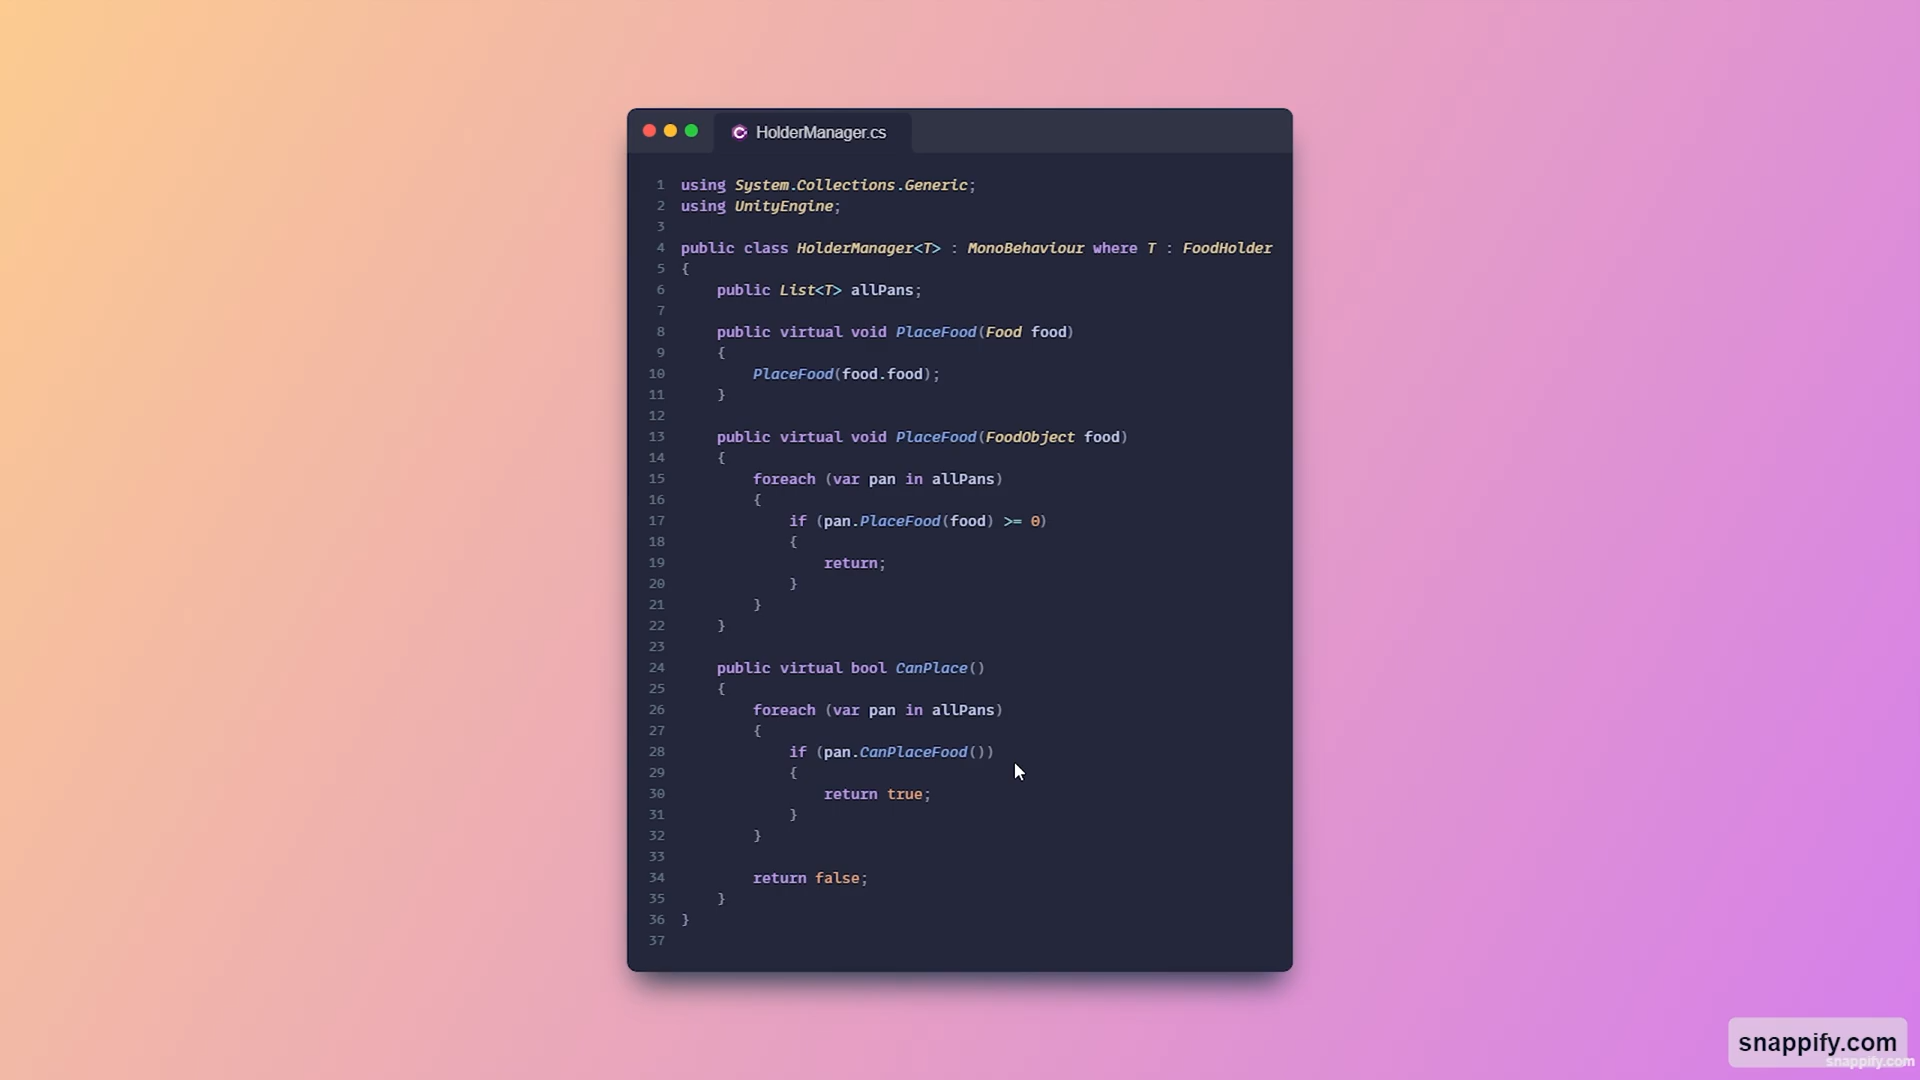 HolderManager.cs
1 using System.Collections.Generic;
2 using UnityEngine;
3
4 public class HolderManager<T> : MonoBehaviour where T : FoodHolder
5 {
6     public List<T> allPans;
7
8     public virtual void PlaceFood(Food food)
9     {
10         PlaceFood(food.food);
11     }
12
13     public virtual void PlaceFood(FoodObject food)
14     {
15         foreach (var pan in allPans)
16         {
17             if (pan.PlaceFood(food) >= 0)
18             {
19                 return;
20             }
21         }
22     }
23
24     public virtual bool CanPlace()
25     {
26         foreach (var pan in allPans)
27         {
28             if (pan.CanPlaceFood())
29             {
30                 return true;
31             }
32         }
33
34         return false;
35     }
36 }
37
snappify.com
snappify.com